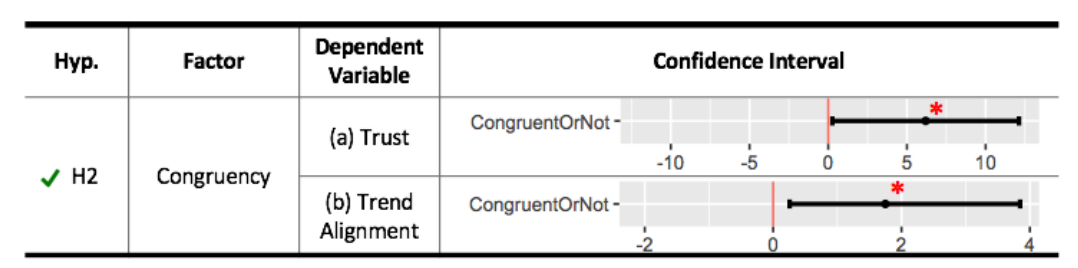 Hyp. Factor Dependent Variable Confidence Interval
✓ H2 Congruency
(a) Trust
CongruentOrNot
*
-10 -5 0 5 10
(b) Trend
Alignment
CongruentOrNot
*
-2 0 2 4